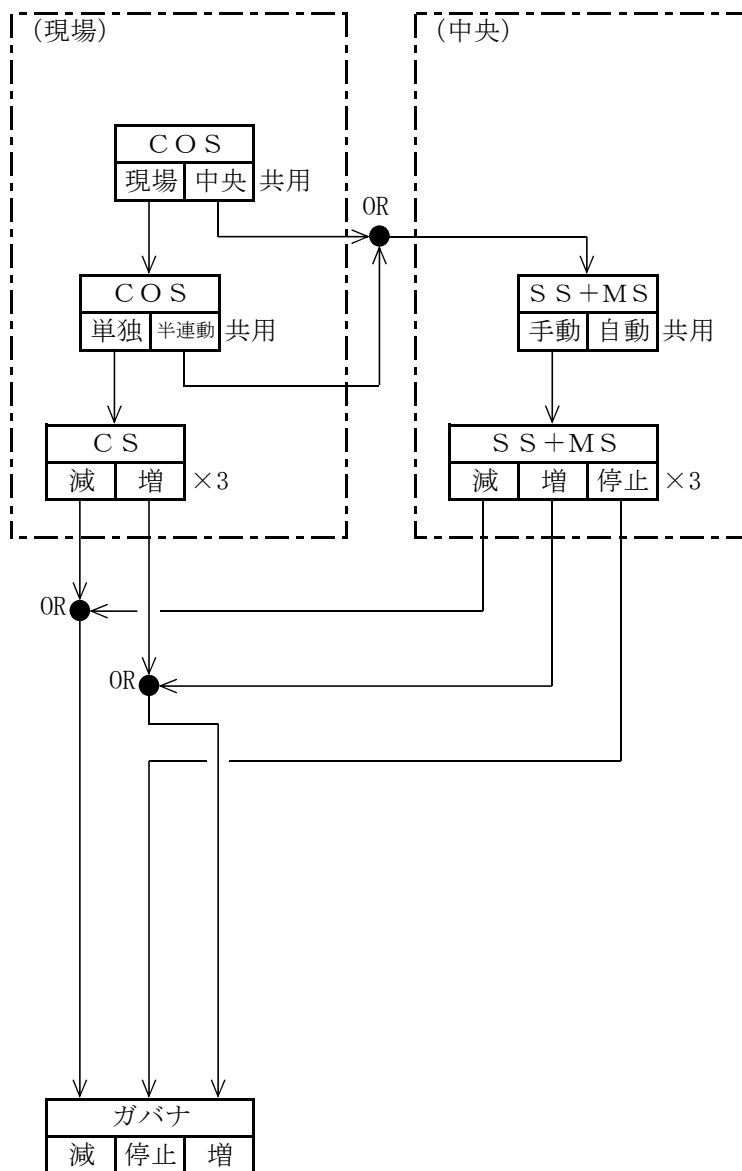 (現場)
(中央)
ＣＯＳ
現場 中央 共用
OR
ＣＯＳ
単独 半連動 共用
ＳＳ＋ＭＳ
手動 自動 共用
ＣＳ
減 増 ×3
ＳＳ＋ＭＳ
減 増 停止 ×3
OR
OR
ガバナ
減 停止 増